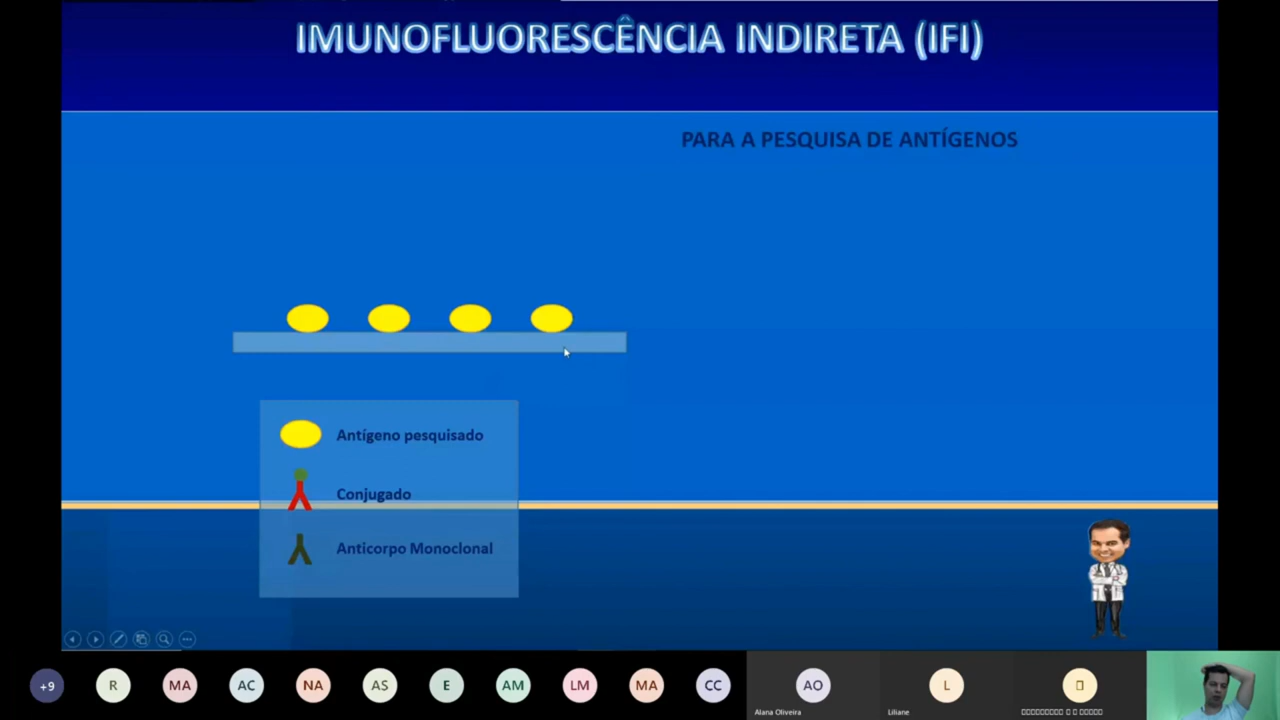 IMUNOFLUORESCÊNCIA INDIRETA (IFI)
PARA A PESQUISA DE ANTÍGENOS
Antígeno pesquisado
Conjugado
Anticorpo Monoclonal
+9
R
MA
AC
NA
AS
E
AM
LM
MA
CC
AO
L
Alana Oliveira
Liliane